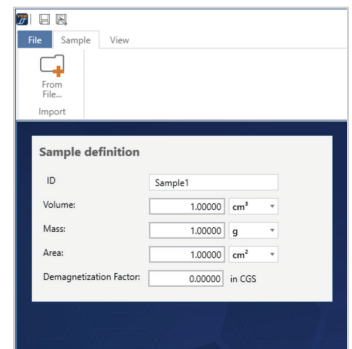 File Sample View
From
File...
Import
Sample definition
ID Sample1
Volume: 1.00000 cm³
Mass: 1.00000 g
Area: 1.00000 cm²
Demagnetization Factor: 0.00000 in CGS